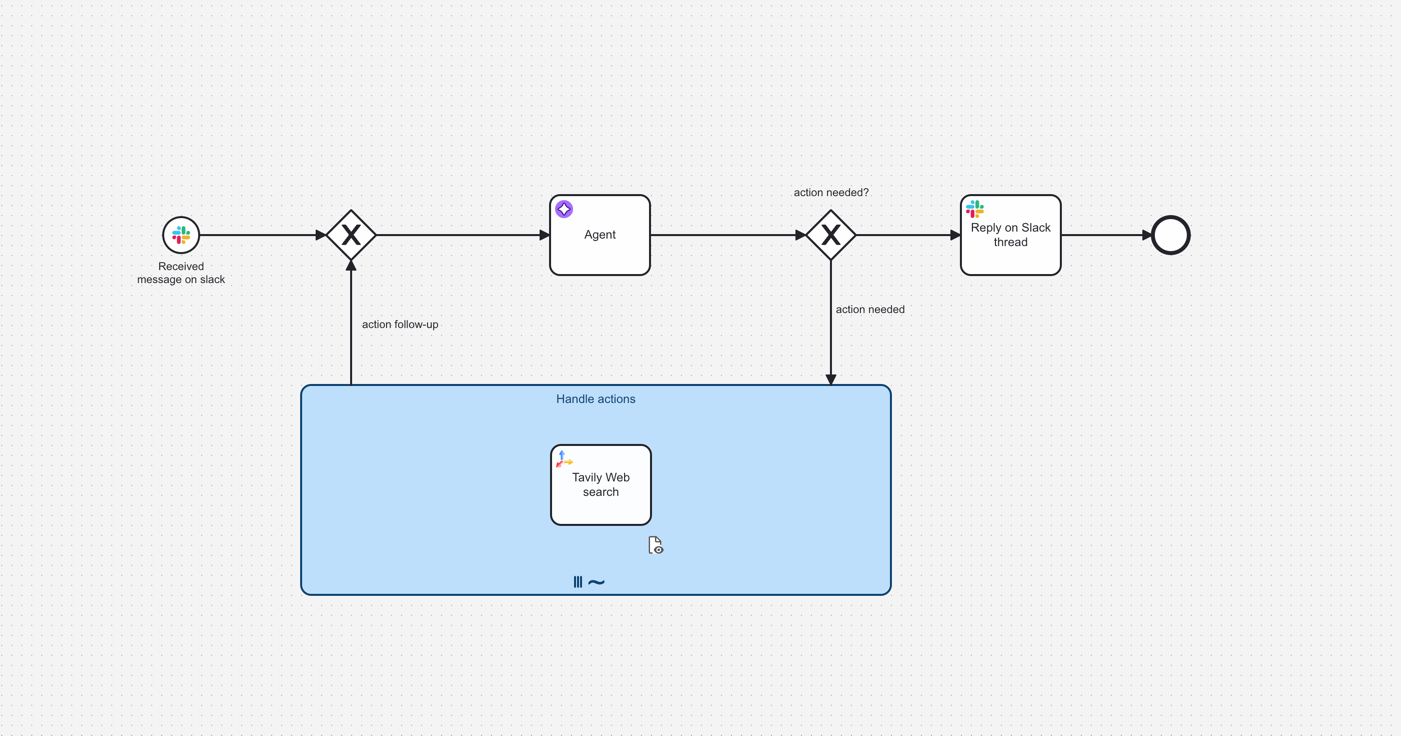 action needed?
Agent
Reply on Slack
thread
Received
message on slack
action needed
action follow-up
Handle actions
Tavily Web
search